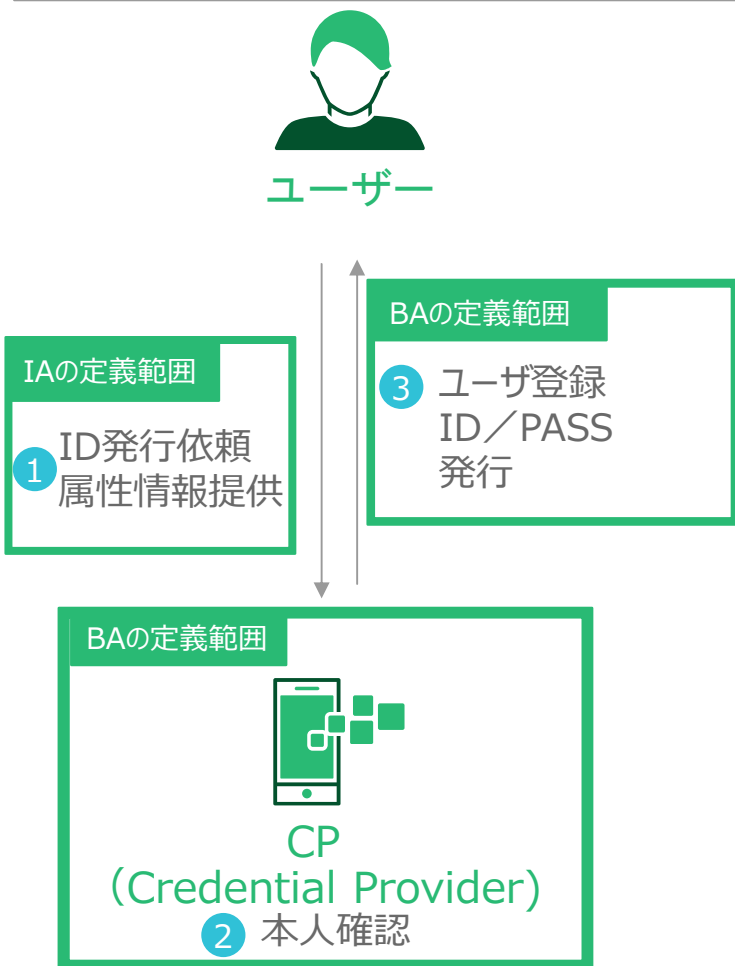 ユーザー
IAの定義範囲
1
ID発行依頼
属性情報提供
BAの定義範囲
3
ユーザ登録
ID／PASS
発行
BAの定義範囲
CP
（Credential Provider)
2 本人確認